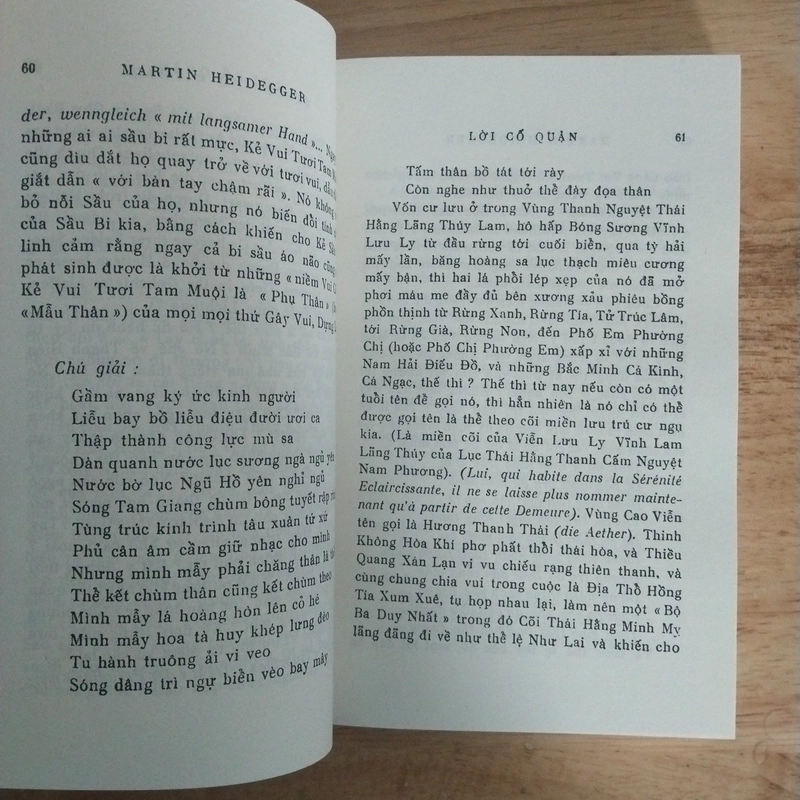 60 MARTIN HEIDEGGER
der, wenngleich « mit langsamer Hand »...
những ai ai sầu bi rất mực, Kẻ Vui Tươi Tam
cũng dìu dắt họ quay trở về với tươi vui,
giắt dẫn « với bàn tay chậm rãi ». Nó không
bỏ nỗi Sầu của họ, nhưng nó biến đổi
của Sầu Bi kia, bằng cách khiến cho Kẻ
linh cảm rằng ngay cả bi sầu áo não cũng
phát sinh được là khởi từ những « niềm Vui
Kẻ Vui Tươi Tam Muội là « Phụ Thân »
«Mẫu Thân ») của mọi mọi thứ Gây Vui,
Chú giải :
Gầm vang ký ức kinh người
Liễu bay bồ liễu điệu đười ươi ca
Thập thành công lực mù sa
Dàn quanh nước lục sương ngà ngủ yên
Nước bờ lục Ngũ Hồ yên nghỉ ngủ
Sóng Tam Giang chùm bông tuyết rập
Tùng trúc kinh trinh tâu xuân tứ xứ
Phủ cân âm cầm giữ nhạc cho mình
Nhưng mình mẩy phải chăng thân là
Thể kết chùm thân cũng kết chùm theo
Mình mẩy lá hoàng hôn lên cỏ hé
Mình mẩy hoa tà huy khép lưng đèo
Tu hành truông ải vi veo
Sóng dâng trì ngự biển vèo bay mây
LỜI CỐ QUẬN 61
Tấm thân bồ tát tới rày
Còn nghe như thuở thề đày đọa thân
Vốn cư lưu ở trong Vùng Thanh Nguyệt Thái
Hằng Lãng Thủy Lam, hô hấp Bóng Sương Vĩnh
Lưu Ly từ đầu rừng tới cuối biển, qua tỳ hải
mấy lần, băng hoàng sa lục thạch miêu cương
mấy bận, thì hai lá phổi lép xẹp của nó đã mở
phơi máu me đầy đủ bên xương xẩu phiêu bồng
phồn thịnh từ Rừng Xanh, Rừng Tía, Tử Trúc Lâm,
tới Rừng Già, Rừng Non, đến Phố Em Phường
Chị (hoặc Phố Chị Phường Em) xấp xỉ với những
Nam Hải Điếu Đồ, và những Bắc Minh Cá Kình,
Cá Ngạc, thế thì ? Thế thì từ nay nếu còn có một
tuổi tên để gọi nó, thì hẳn nhiên là nó chỉ có thể
được gọi tên là thể theo cõi miền lưu trú cư ngụ
kia. (Là miền cõi của Viễn Lưu Ly Vĩnh Lam
Lãng Thủy của Lục Thái Hằng Thanh Cẩm Nguyệt
Nam Phương). (Lui, qui habite dans la Sérénité
Eclaircissante, il ne se laisse plus nommer mainte-
nant qu'à partir de cette Demeure). Vùng Cao Viễn
tên gọi là Hương Thanh Thái (die Aether). Thinh
Không Hòa Khí phơ phất thổi thái hòa, và Thiều
Quang Xán Lạn vi vu chiếu rạng thiên thanh, và
cùng chung chia vui trong cuộc là Địa Thổ Hồng
Tía Xum Xuê, tụ họp nhau lại, làm nên một « Bộ
Ba Duy Nhất » trong đó Cõi Thái Hằng Minh My
lãng đãng đi về như thể lệ Như Lai và khiến cho